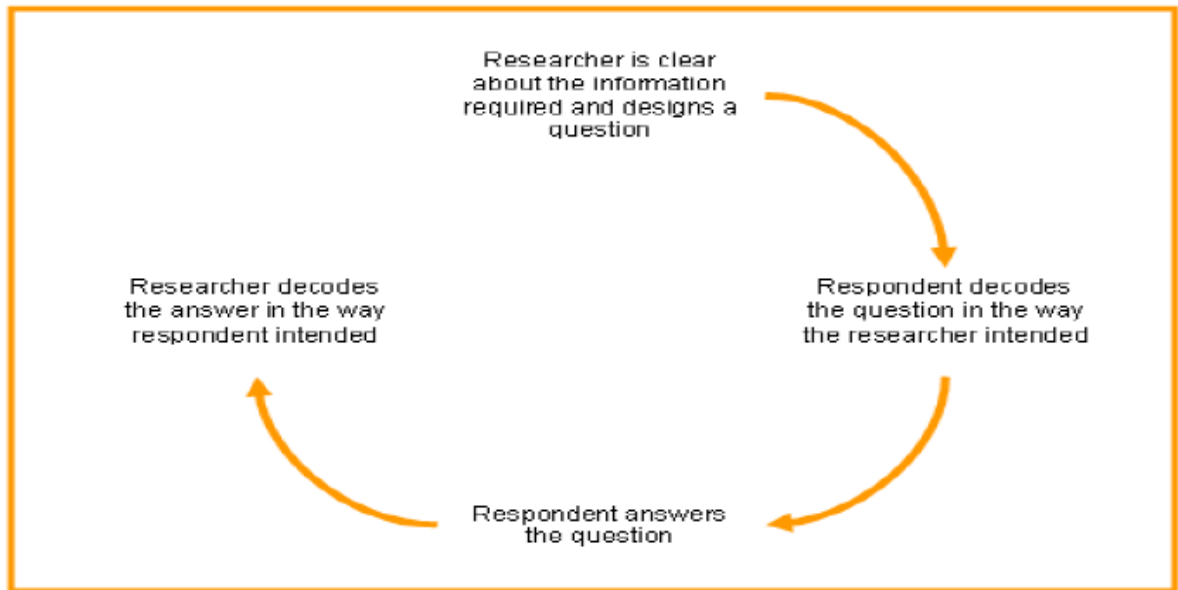 Researcher is clear
about the information
required and designs a
question
Respondent decodes
the question in the way
the researcher intended
Respondent answers
the question
Researcher decodes
the answer in the way
respondent intended